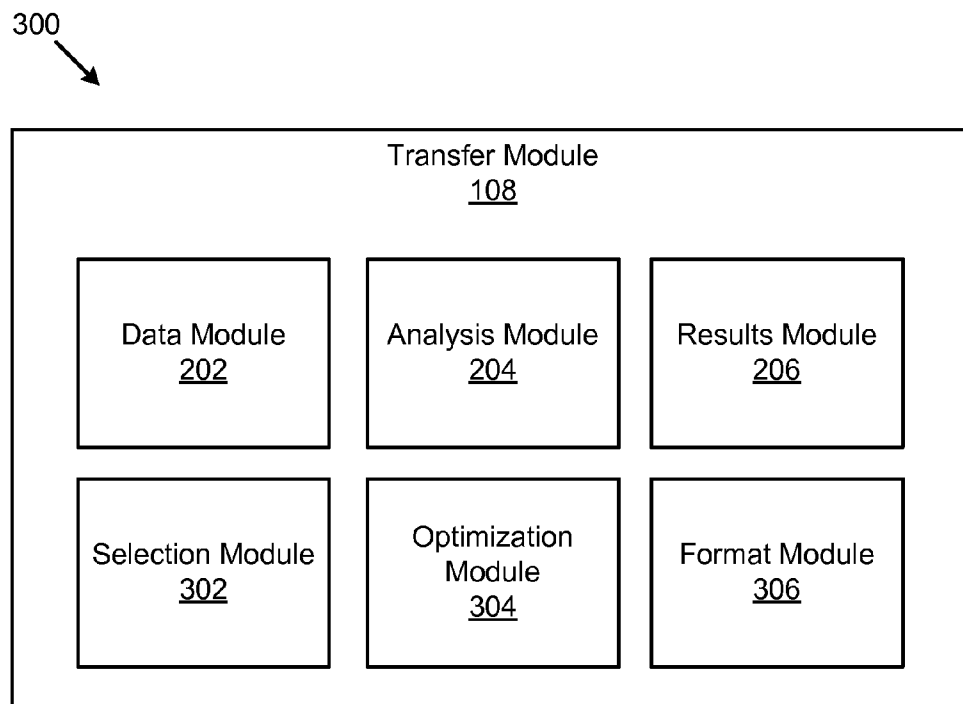 300
Transfer Module
108
Data Module
202
Analysis Module
204
Results Module
206
Selection Module
302
Optimization
Module
304
Format Module
306